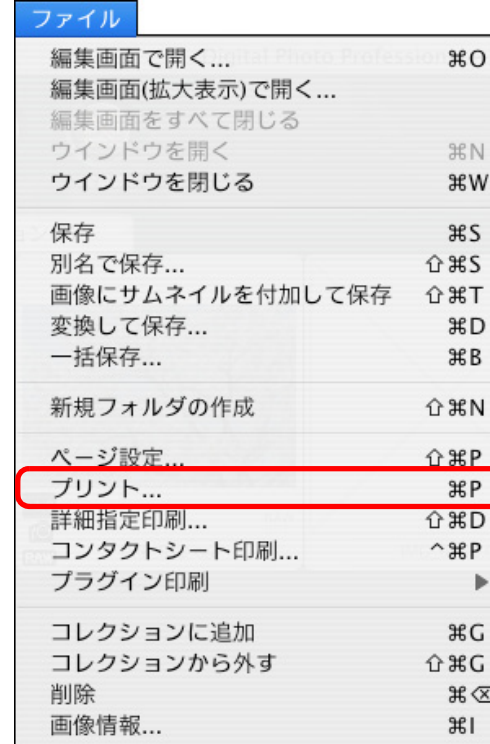 ファイル
編集画面で開く... ⌘O
編集画面(拡大表示)で開く...
編集画面をすべて閉じる
ウインドウを開く ⌘N
ウインドウを閉じる ⌘W
保存 ⌘S
別名で保存... ⇧⌘S
画像にサムネイルを付加して保存 ⇧⌘T
変換して保存... ⌘D
一括保存... ⌘B
新規フォルダの作成 ⇧⌘N
ページ設定... ⇧⌘P
プリント... ⌘P
詳細指定印刷... ⇧⌘D
コンタクトシート印刷... ^⌘P
プラグイン印刷 ▶
コレクションに追加 ⌘G
コレクションから外す ⇧⌘G
削除 ⌘⌫
画像情報... ⌘I